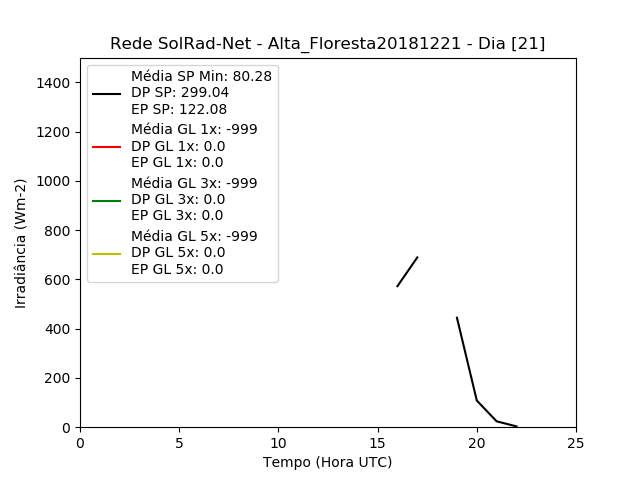 Rede SolRad-Net - Alta_Floresta20181221 - Dia [21]
Média SP Min: 80.28
DP SP: 299.04
EP SP: 122.08
Média GL 1x: -999
DP GL 1x: 0.0
EP GL 1x: 0.0
Média GL 3x: -999
DP GL 3x: 0.0
EP GL 3x: 0.0
Média GL 5x: -999
DP GL 5x: 0.0
EP GL 5x: 0.0
Irradiância (Wm-2)
1400
1200
1000
800
600
400
200
0
0 5 10 15 20 25
Tempo (Hora UTC)